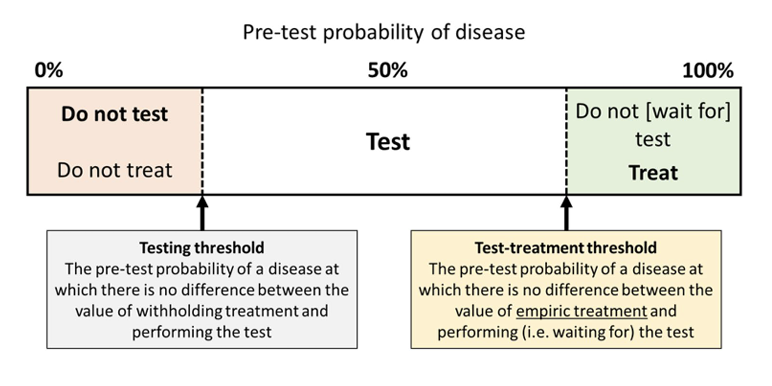 Pre-test probability of disease
0% 50% 100%
Do not test
Do not treat
Test
Do not [wait for]
test
Treat
Testing threshold
The pre-test probability of a disease at
which there is no difference between the
value of withholding treatment and
performing the test
Test-treatment threshold
The pre-test probability of a disease at
which there is no difference between the
value of empiric treatment and
performing (i.e. waiting for) the test